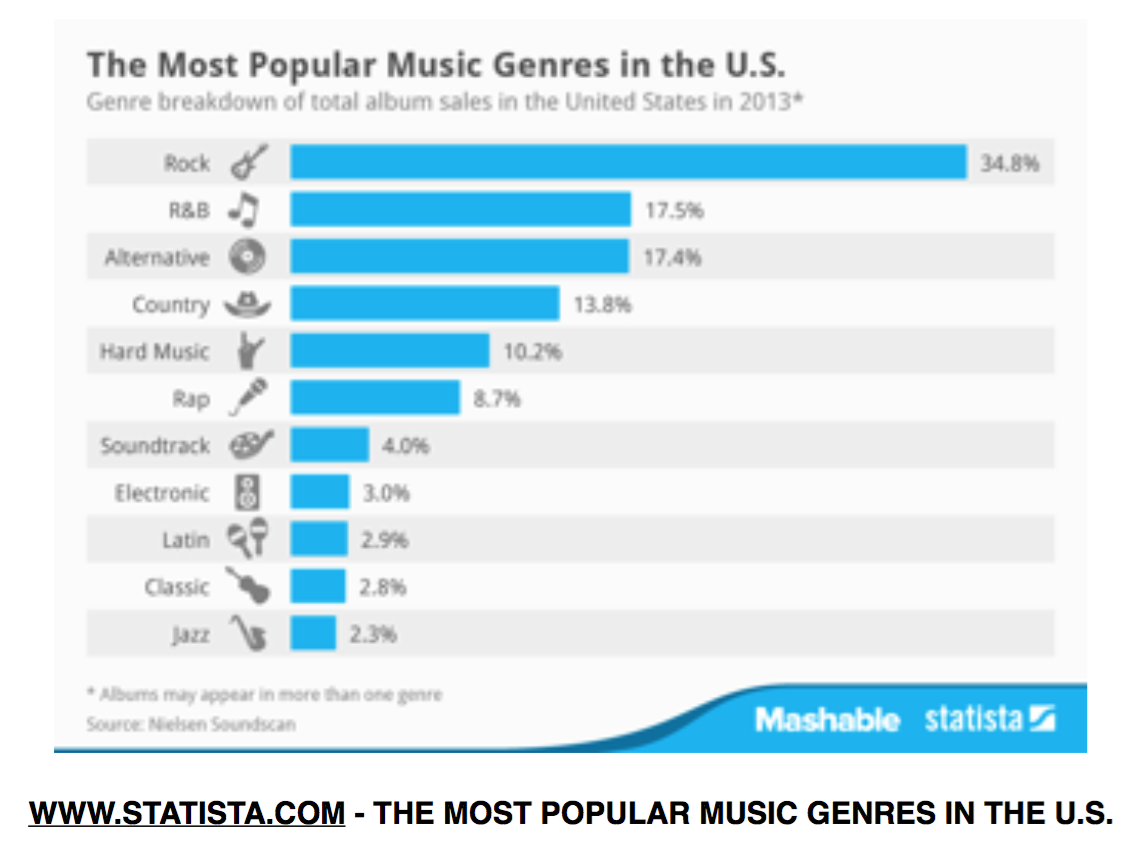 The Most Popular Music Genres in the U.S.
Genre breakdown of total album sales in the United States in 2013*
Rock 34.8%
R&B 17.5%
Alternative 17.4%
Country 13.8%
Hard Music 10.2%
Rap 8.7%
Soundtrack 4.0%
Electronic 3.0%
Latin 2.9%
Classic 2.8%
Jazz 2.3%
* Albums may appear in more than one genre
Source: Nielsen Soundscan
Mashable statista
WWW.STATISTA.COM - THE MOST POPULAR MUSIC GENRES IN THE U.S.